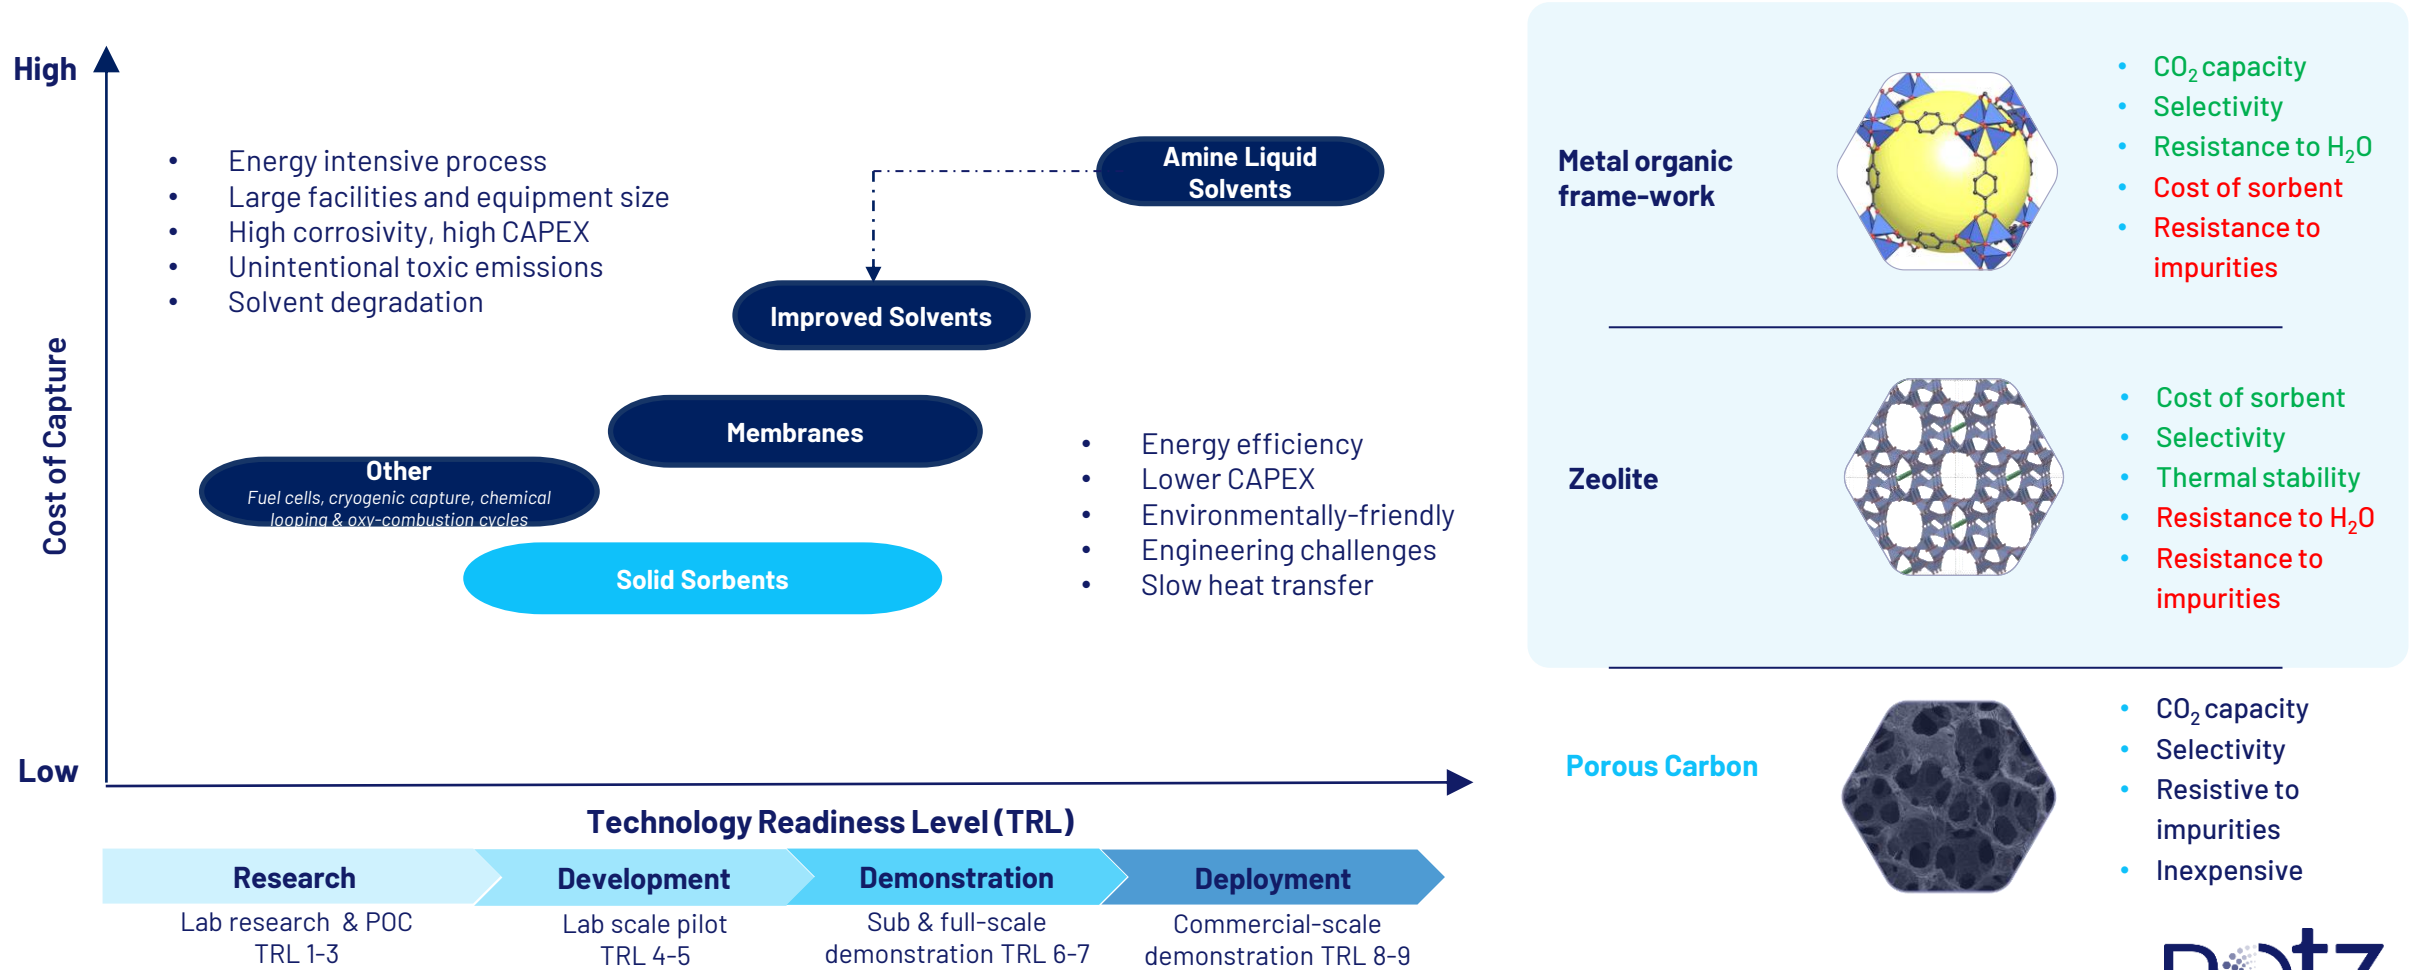 High
Energy intensive process
Large facilities and equipment size
High corrosivity, high CAPEX
Unintentional toxic emissions
Solvent degradation
Amine Liquid
Solvents
Improved Solvents
Membranes
Other
Fuel cells, cryogenic capture, chemical
looping & oxy-combustion cycles
Solid Sorbents
Energy efficiency
Lower CAPEX
Environmentally-friendly
Engineering challenges
Slow heat transfer
Cost of Capture
Low
Technology Readiness Level (TRL)
Research
Development
Demonstration
Deployment
Lab research & POC
TRL 1-3
Lab scale pilot
TRL 4-5
Sub & full-scale
demonstration TRL 6-7
Commercial-scale
demonstration TRL 8-9
Metal organic
frame-work
CO₂ capacity
Selectivity
Resistance to H₂O
Cost of sorbent
Resistance to
impurities
Zeolite
Cost of sorbent
Selectivity
Thermal stability
Resistance to H₂O
Resistance to
impurities
Porous Carbon
CO₂ capacity
Selectivity
Resistive to
impurities
Inexpensive